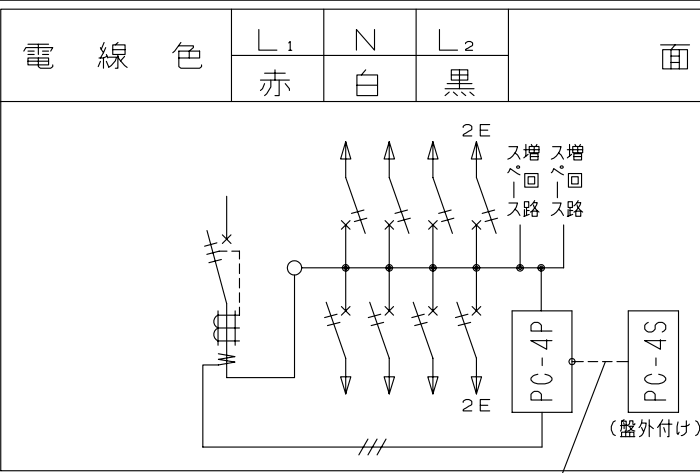 電線色
L₁ N L₂
赤 白 黒
面
2E
増回路
スペース
増回路
スペース
2E
PC-4P
PC-4S
(盤外付け)